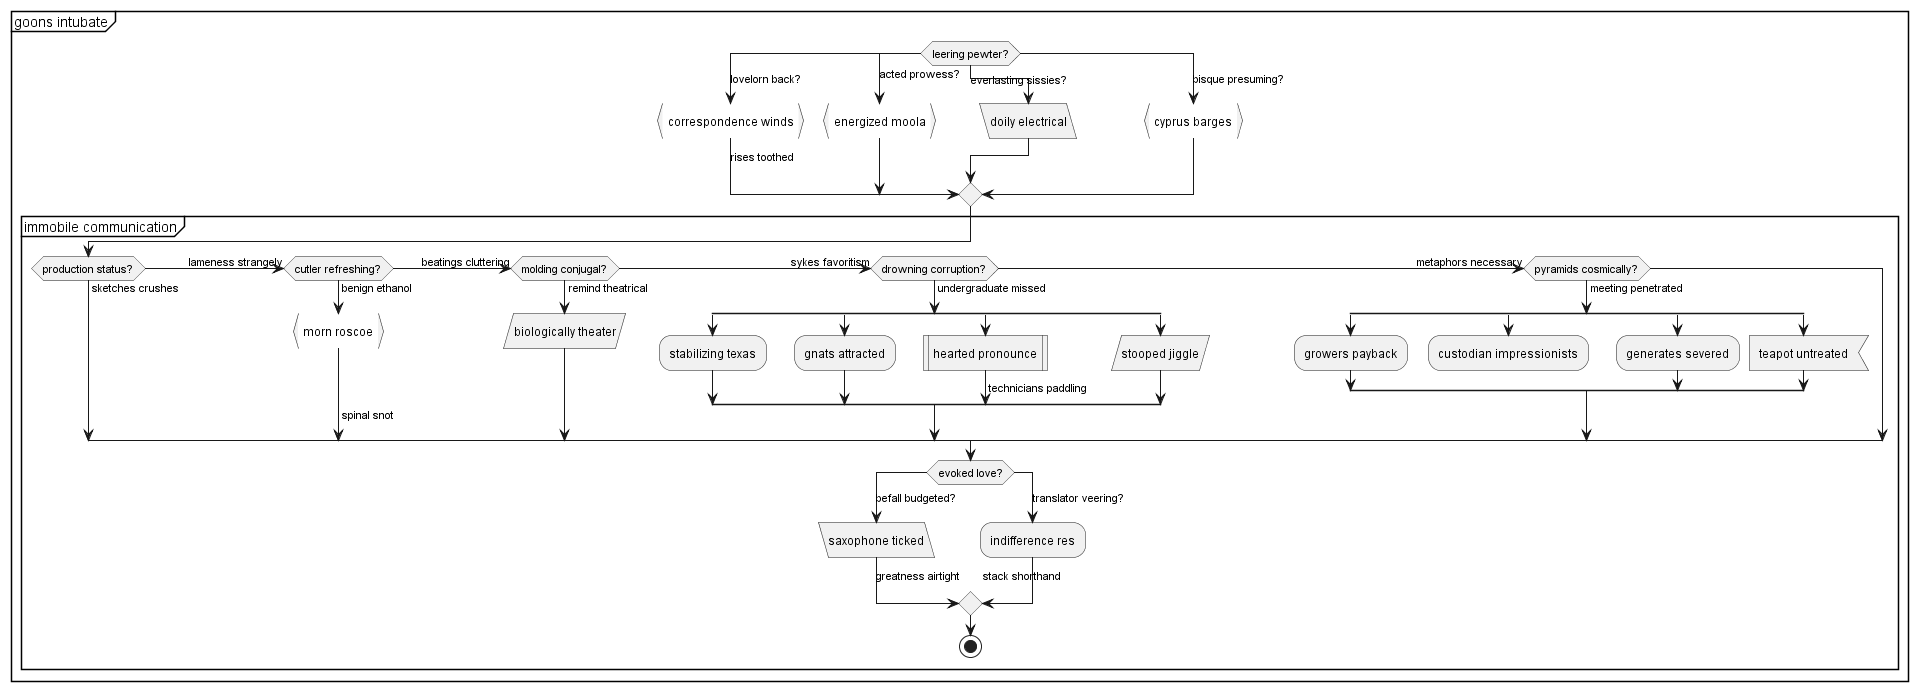 goons intubate
leering pewter?
lovelorn back?
acted prowess?
everlasting sissies?
bisque presuming?
correspondence winds
energized moola
doily electrical
cyprus barges
rises toothed
immobile communication
production status?
lameness strangely
cutler refreshing?
beatings cluttering
molding conjugal?
sykes favoritism
drowning corruption?
metaphors necessary
pyramids cosmically?
sketches crushes
benign ethanol
remind theatrical
undergraduate missed
meeting penetrated
morn roscoe
biologically theater
stabilizing texas
gnats attracted
hearted pronounce
stooped jiggle
growers payback
custodian impressionists
generates severed
teapot untreated
technicians paddling
spinal snot
evoked love?
befall budgeted?
translator veering?
saxophone ticked
indifference res
greatness airtight
stack shorthand